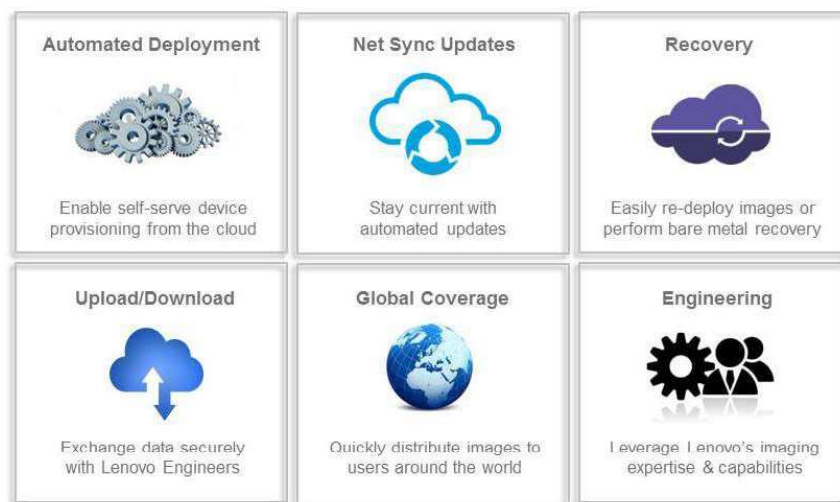 Automated Deployment
Enable self-serve device
provisioning from the cloud
Net Sync Updates
Stay current with
automated updates
Recovery
Easily re-deploy images or
perform bare metal recovery
Upload/Download
Exchange data securely
with Lenovo Engineers
Global Coverage
Quickly distribute images to
users around the world
Engineering
Leverage Lenovo's imaging
expertise & capabilities